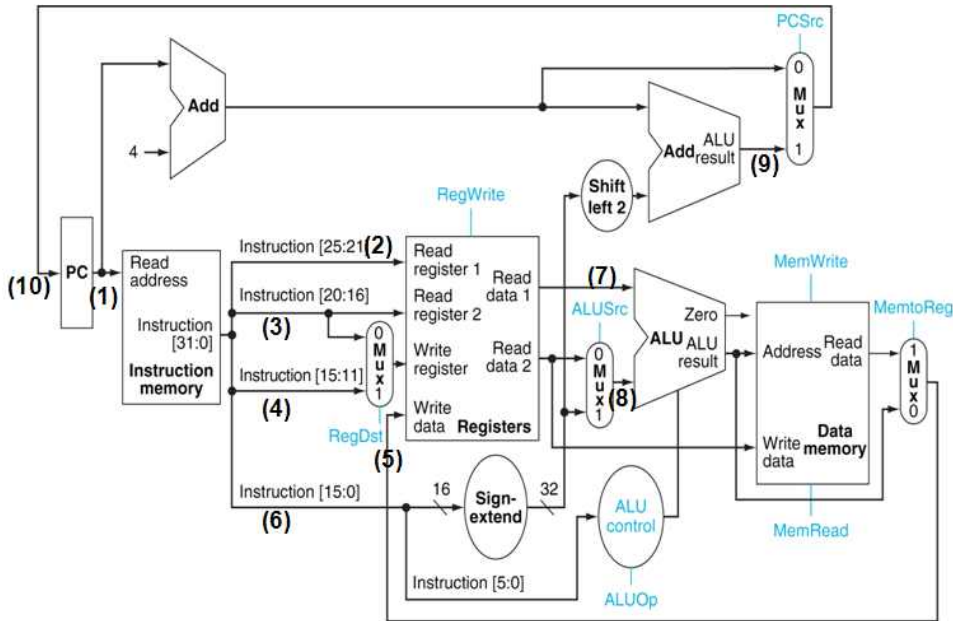 PCSrc
0
M
u
x
1
Add
4
Add
ALU
result
(9)
Shift
left 2
RegWrite
PC
(10)
(1)
Read
address
Instruction
[31:0]
Instruction
memory
Instruction [25:21
(2)
Instruction [20:16]
(3)
Instruction [15:11]
(4)
0
M
u
x
1
RegDst
(5)
Read
register 1
Read
register 2
Write
register
Write
data
Read
data 1
Read
data 2
Registers
(7)
ALUSrc
0
M
u
x
1
(8)
Zero
ALU
ALU
result
MemWrite
Address
Read
data
Write
data
Data
memory
MemRead
MemtoReg
1
M
u
x
0
Instruction [15:0]
(6)
16
Sign-
extend
32
ALU
control
Instruction [5:0]
ALUOp